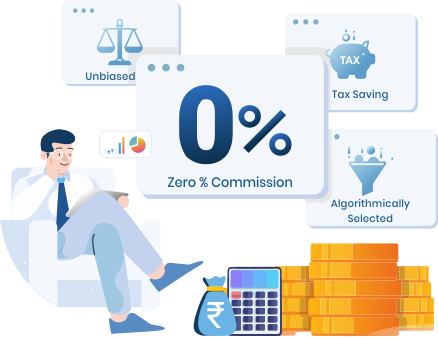 Unbiased
TAX
Tax Saving
0%
Zero % Commission
Algorithmically
Selected
₹